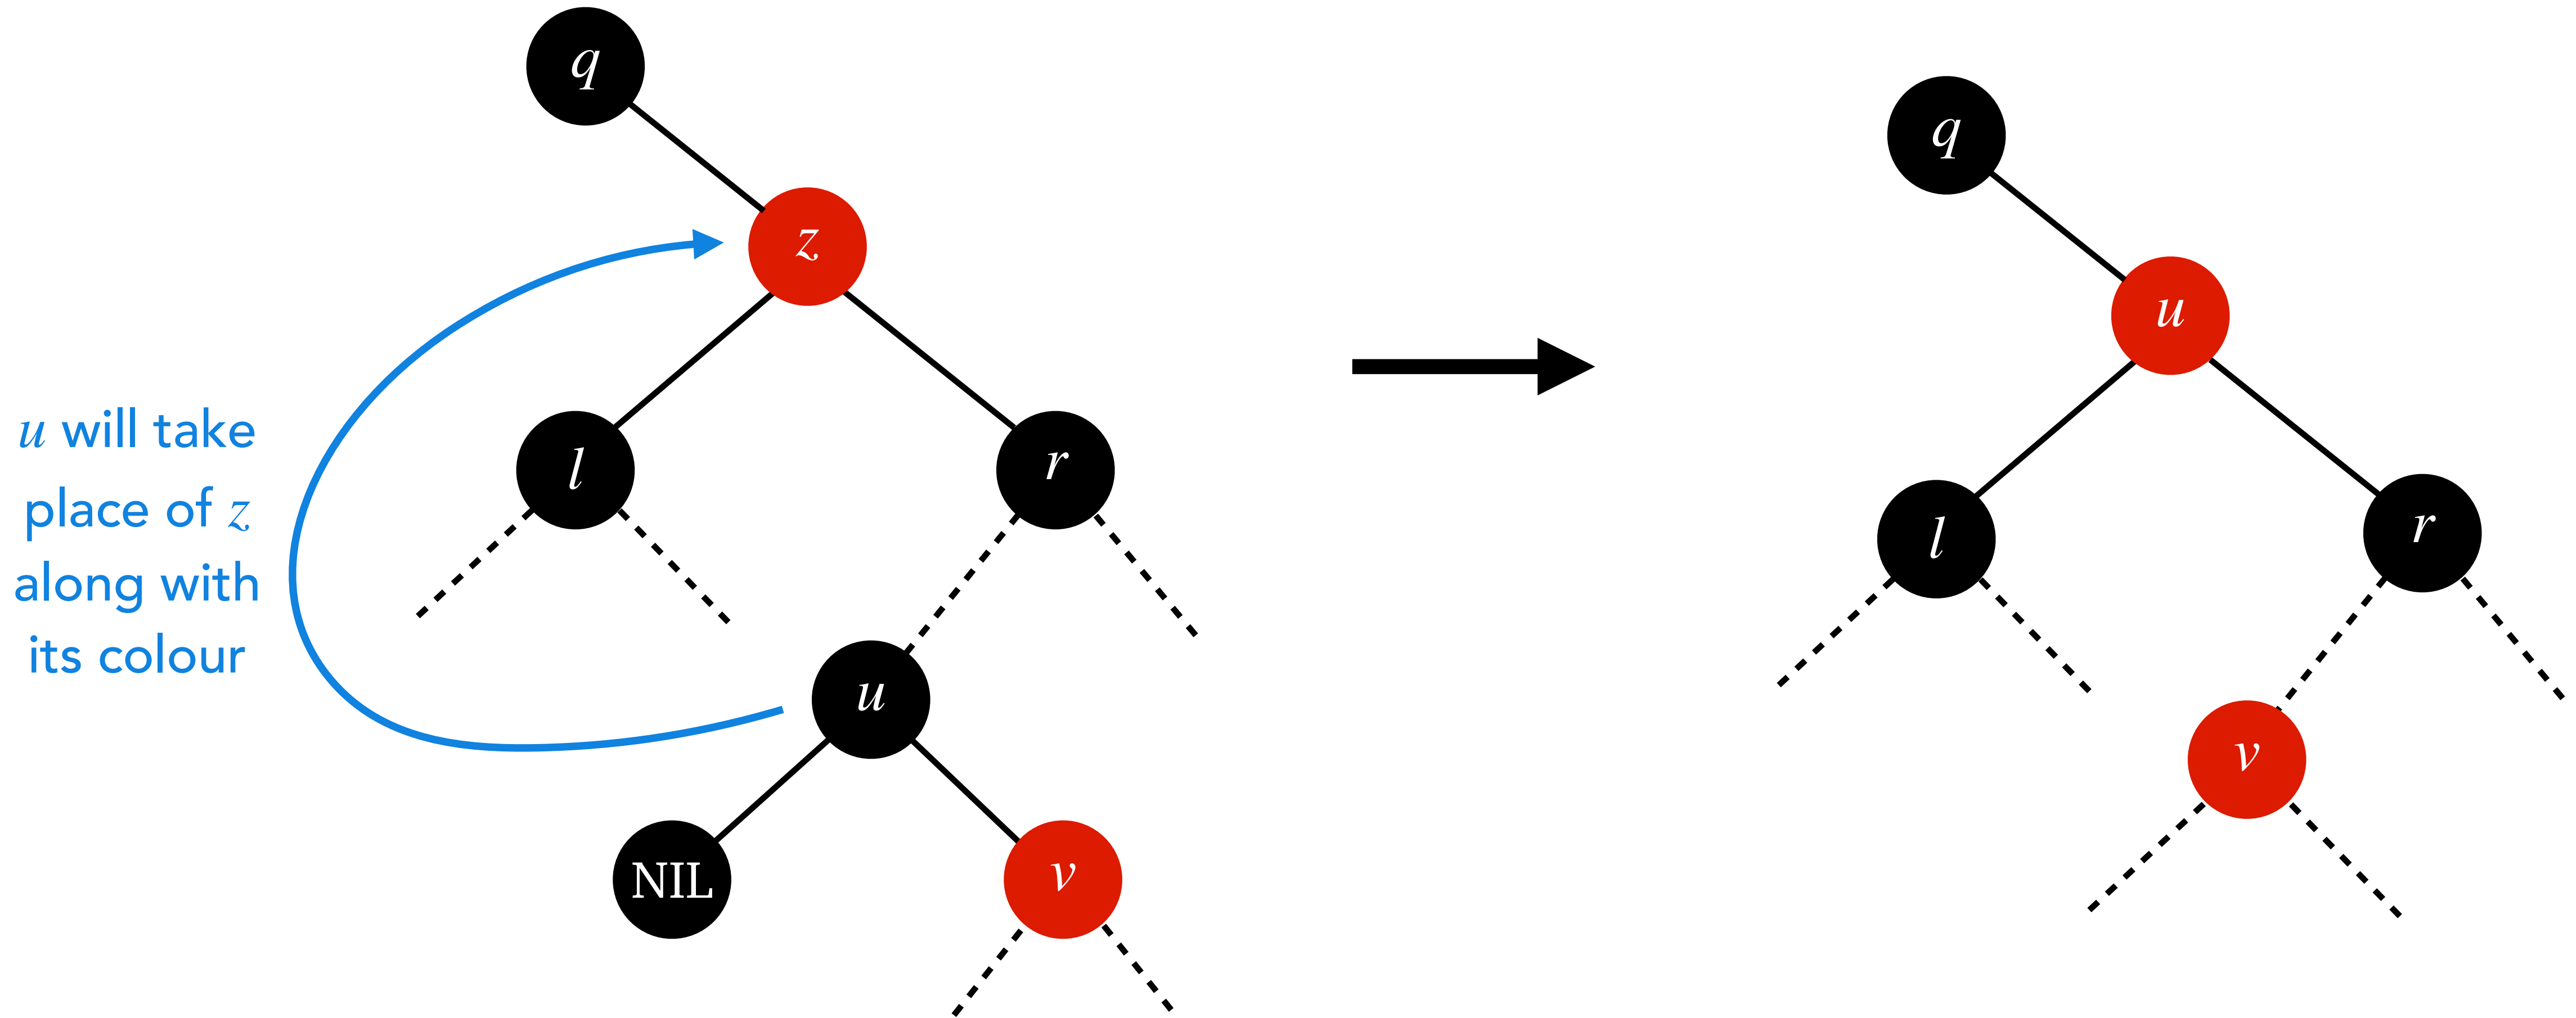 q
q
z
u
u will take
place of z
along with
its colour
l
r
l
r
u
v
NIL
v